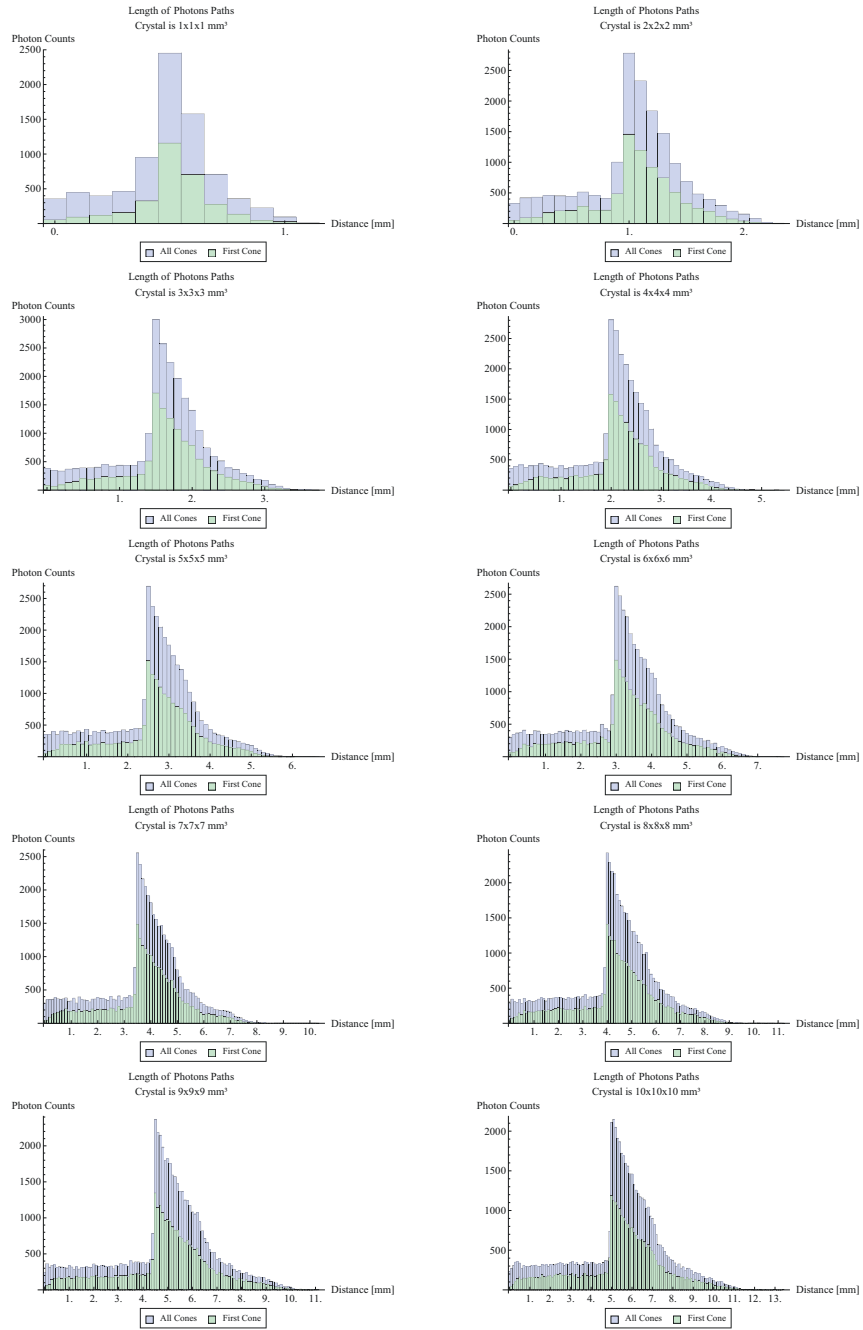 Length of Photons Paths
Crystal is 1x1x1 mm³
Photon Counts
2500
2000
1500
1000
500
0. 1. Distance [mm]
All Cones First Cone
Length of Photons Paths
Crystal is 2x2x2 mm³
Photon Counts
2500
2000
1500
1000
500
0. 1. 2. Distance [mm]
All Cones First Cone
Length of Photons Paths
Crystal is 3x3x3 mm³
Photon Counts
3000
2500
2000
1500
1000
500
1. 2. 3. Distance [mm]
All Cones First Cone
Length of Photons Paths
Crystal is 4x4x4 mm³
Photon Counts
2500
2000
1500
1000
500
1. 2. 3. 4. 5. Distance [mm]
All Cones First Cone
Length of Photons Paths
Crystal is 5x5x5 mm³
Photon Counts
2500
2000
1500
1000
500
1. 2. 3. 4. 5. 6. Distance [mm]
All Cones First Cone
Length of Photons Paths
Crystal is 6x6x6 mm³
Photon Counts
2500
2000
1500
1000
500
1. 2. 3. 4. 5. 6. 7. Distance [mm]
All Cones First Cone
Length of Photons Paths
Crystal is 7x7x7 mm³
Photon Counts
2500
2000
1500
1000
500
1. 2. 3. 4. 5. 6. 7. 8. 9. 10. Distance [mm]
All Cones First Cone
Length of Photons Paths
Crystal is 8x8x8 mm³
Photon Counts
2000
1500
1000
500
1. 2. 3. 4. 5. 6. 7. 8. 9. 10. 11. Distance [mm]
All Cones First Cone
Length of Photons Paths
Crystal is 9x9x9 mm³
Photon Counts
2000
1500
1000
500
1. 2. 3. 4. 5. 6. 7. 8. 9. 10. 11. Distance [mm]
All Cones First Cone
Length of Photons Paths
Crystal is 10x10x10 mm³
Photon Counts
2000
1500
1000
500
1. 2. 3. 4. 5. 6. 7. 8. 9. 10. 11. 12. 13. Distance [mm]
All Cones First Cone